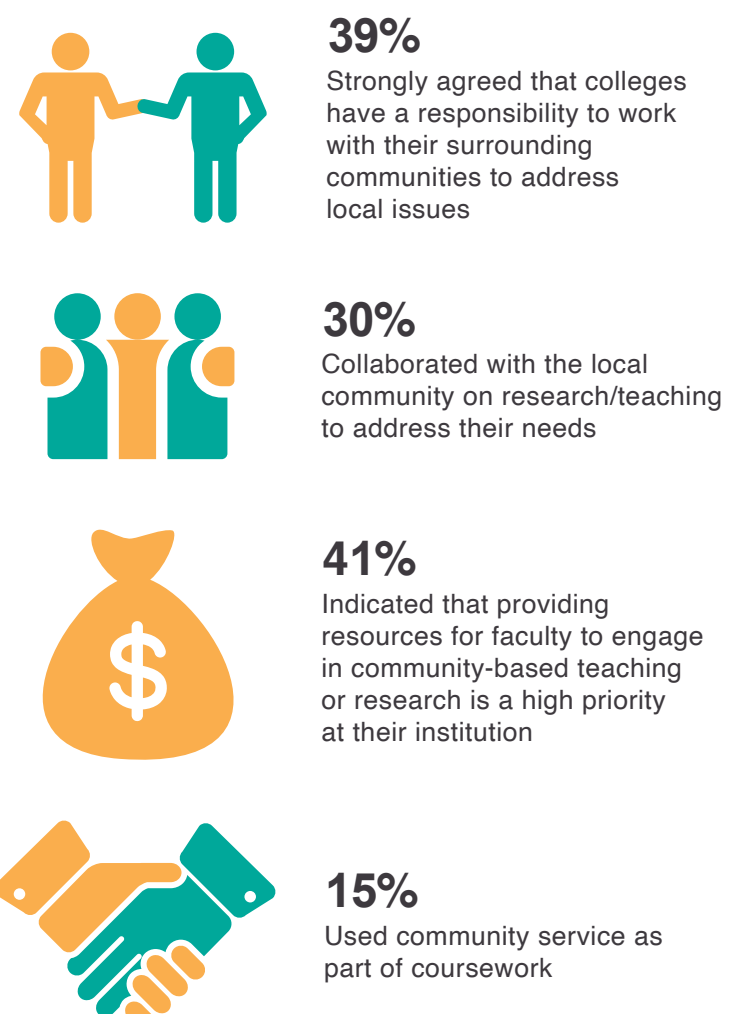 39%
Strongly agreed that colleges
have a responsibility to work
with their surrounding
communities to address
local issues
30%
Collaborated with the local
community on research/teaching
to address their needs
$
41%
Indicated that providing
resources for faculty to engage
in community-based teaching
or research is a high priority
at their institution
15%
Used community service as
part of coursework